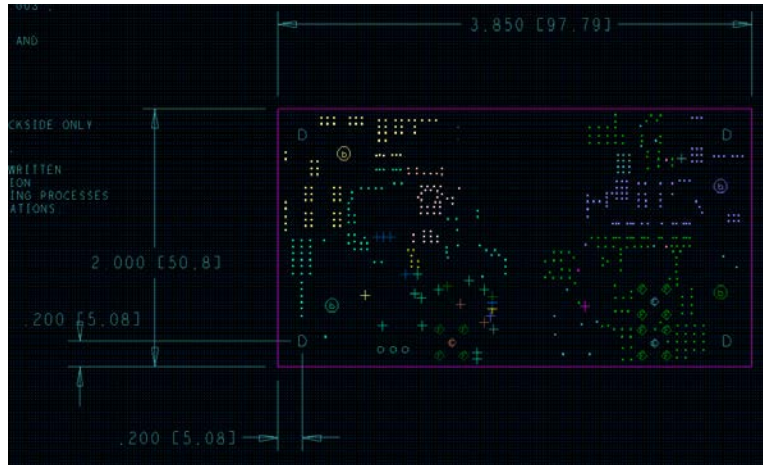 AND
3.850 [97.79]
CKSIDE ONLY
D
D
b
WRITTEN
ION
ING PROCESSES
ATIONS.
b
2.000 [50,8]
b
b
.200 [5.08]
D
D
.200 [5.08]